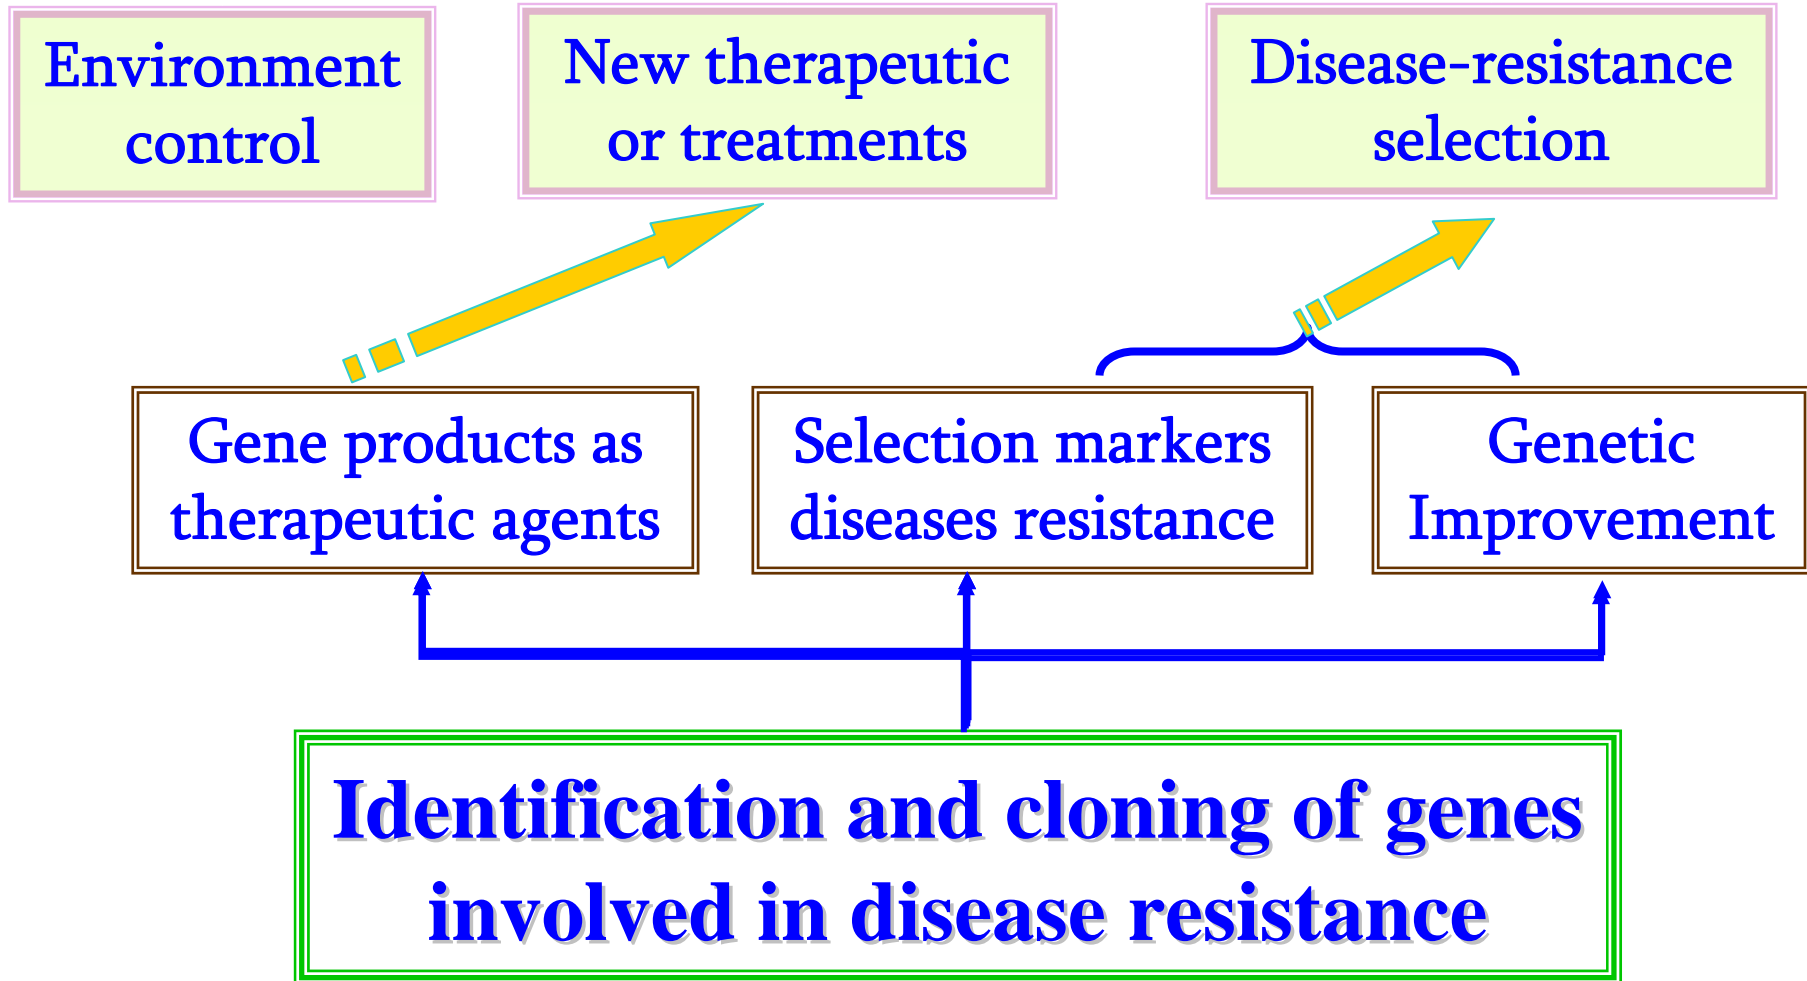 Environment
control
New therapeutic
or treatments
Disease-resistance
selection
Gene products as
therapeutic agents
Selection markers
diseases resistance
Genetic
Improvement
Identification and cloning of genes
involved in disease resistance